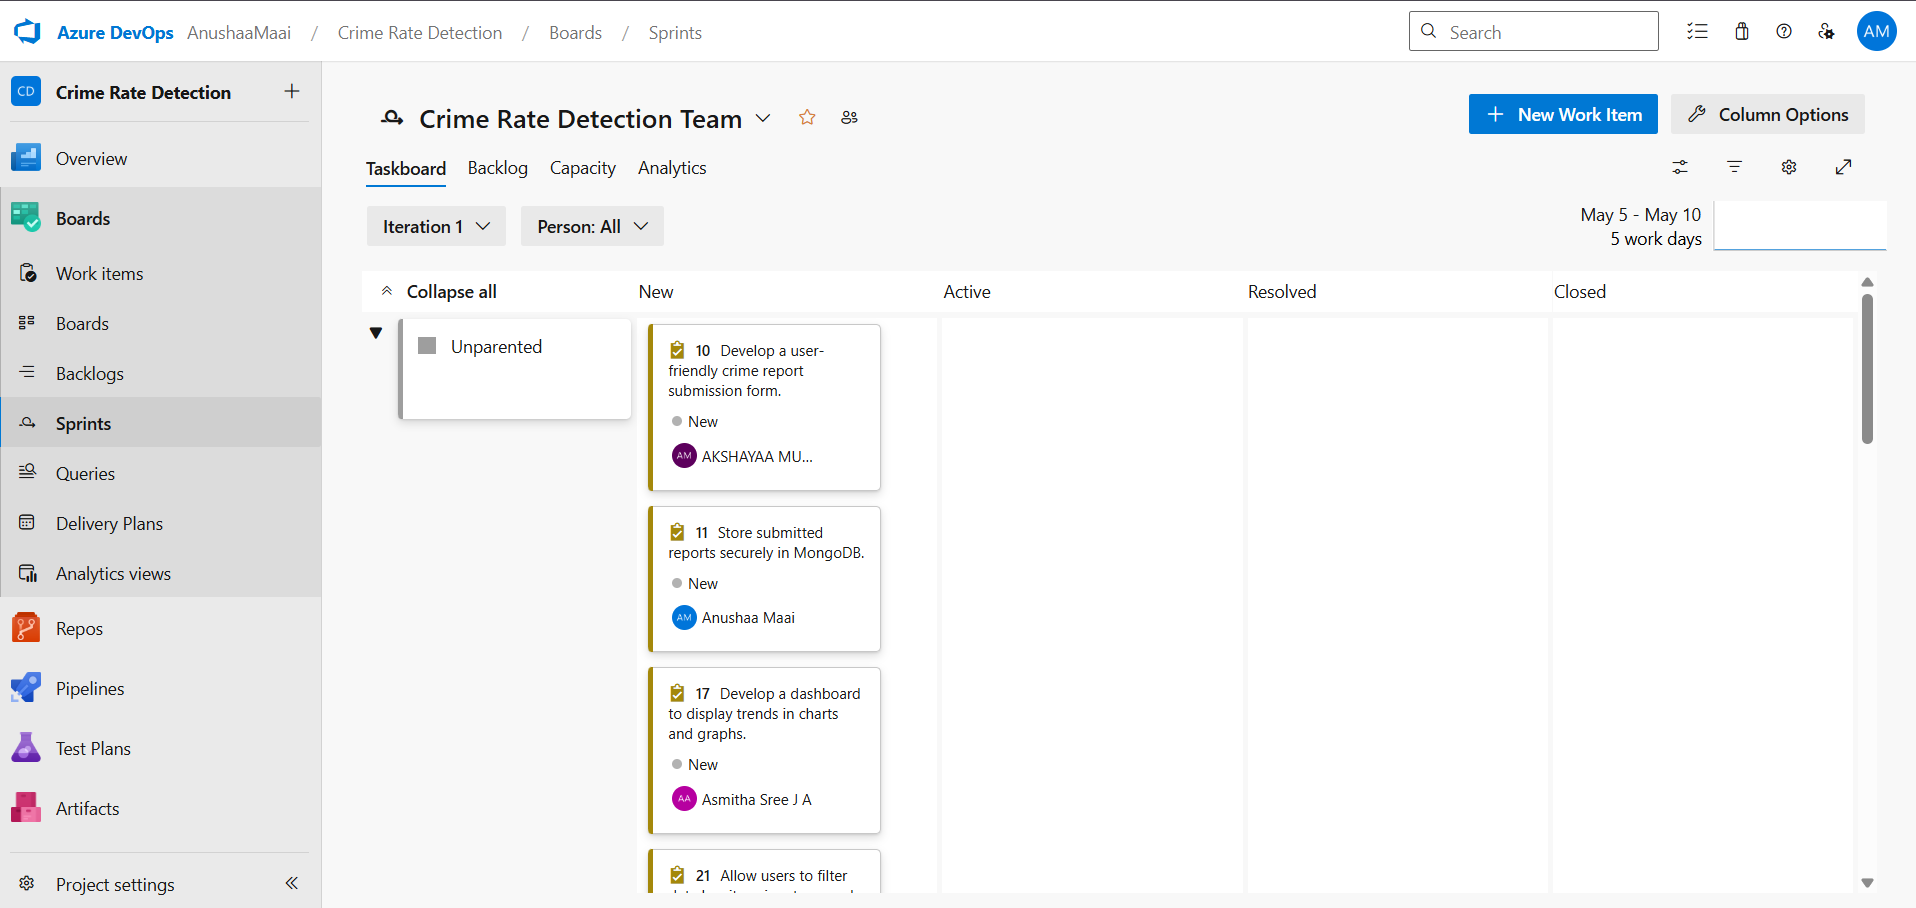 Azure DevOps AnushaaMaai / Crime Rate Detection / Boards / Sprints
Search
AM
CD Crime Rate Detection
Overview
Boards
Work items
Boards
Backlogs
Sprints
Queries
Delivery Plans
Analytics views
Repos
Pipelines
Test Plans
Artifacts
Project settings
Crime Rate Detection Team
New Work Item
Column Options
Taskboard Backlog Capacity Analytics
Iteration 1
Person: All
May 5 - May 10
5 work days
Collapse all
New
Active
Resolved
Closed
Unparented
10 Develop a user-
friendly crime report
submission form.
New
AM AKSHAYAA MU...
11 Store submitted
reports securely in MongoDB.
New
AM Anushaa Maai
17 Develop a dashboard
to display trends in charts
and graphs.
New
AA Asmitha Sree J A
21 Allow users to filter